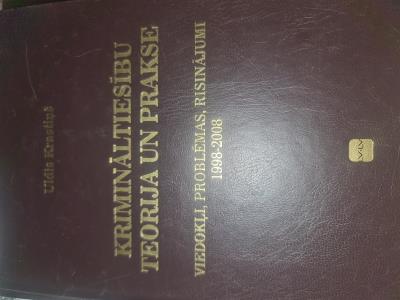 Uldis Krastiņš
KRIMINĀLTIESĪBU
TEORIJA UN PRAKSE
VIEDOKĻI, PROBLĒMAS, RISINĀJUMI
1998-2008